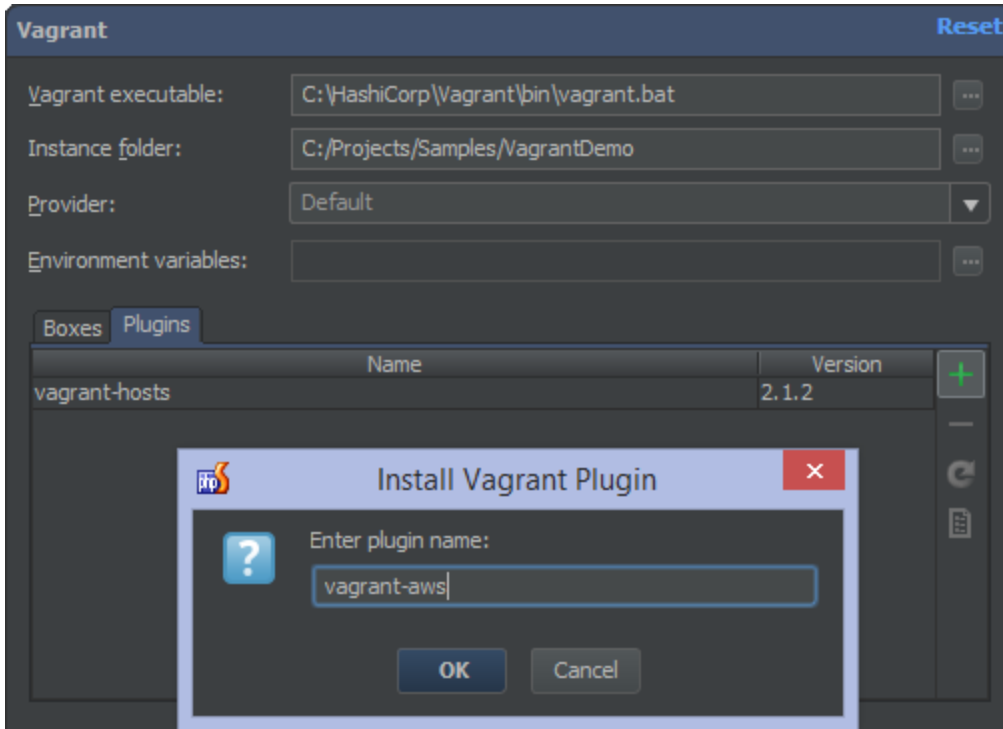 Vagrant Reset
Vagrant executable: C:\HashiCorp\Vagrant\bin\vagrant.bat ...
Instance folder: C:/Projects/Samples/VagrantDemo ...
Provider: Default
Environment variables: ...
Boxes Plugins
Name Version
vagrant-hosts 2.1.2
php Install Vagrant Plugin
? Enter plugin name:
vagrant-aws
OK Cancel